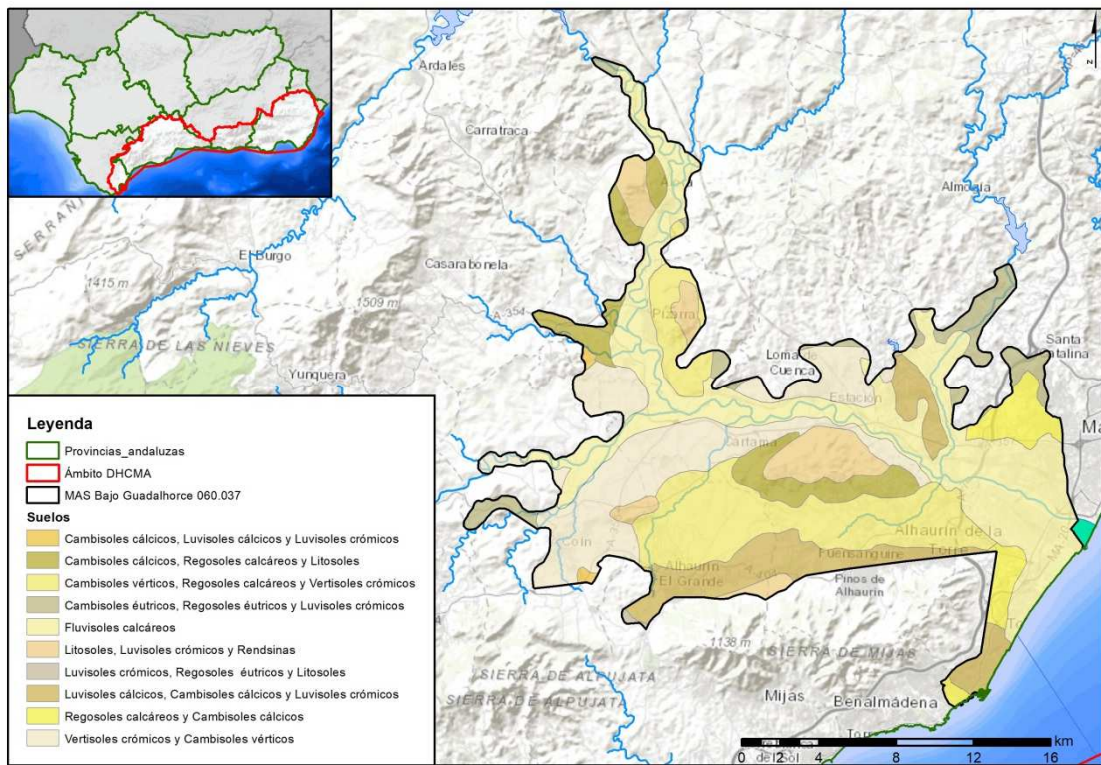 Ardales
Carratraca
Almogía
SERRANÍ
El Burgo
Casarabonela
1415 m
1509 m
A-354
Pizarra
SIERRA DE LAS NIEVES
Yunquera
Loma de
Cuenca
Santa
Catalina
Estación
Cártama
Coín
Alhaurín
El Grande
Fuensanguine
Alhaurín de la
Torre
Pinos de
Alhaurín
1138 m
SIERRA DE MIJAS
SIERRA DE ALPUJATA
SIERRA DE ALPUJATA
Mijas
Benalmádena
Leyenda
Provincias_andaluzas
Ámbito DHCMA
MAS Bajo Guadalhorce 060.037
Suelos
Cambisoles cálcicos, Luvisoles cálcicos y Luvisoles crómicos
Cambisoles cálcicos, Regosoles calcáreos y Litosoles
Cambisoles vérticos, Regosoles calcáreos y Vertisoles crómicos
Cambisoles éutricos, Regosoles éutricos y Luvisoles crómicos
Fluvisoles calcáreos
Litosoles, Luvisoles crómicos y Rendsinas
Luvisoles crómicos, Regosoles éutricos y Litosoles
Luvisoles cálcicos, Cambisoles cálcicos y Luvisoles crómicos
Regosoles calcáreos y Cambisoles cálcicos
Vertisoles crómicos y Cambisoles vérticos
km
0 2 4 8 12 16